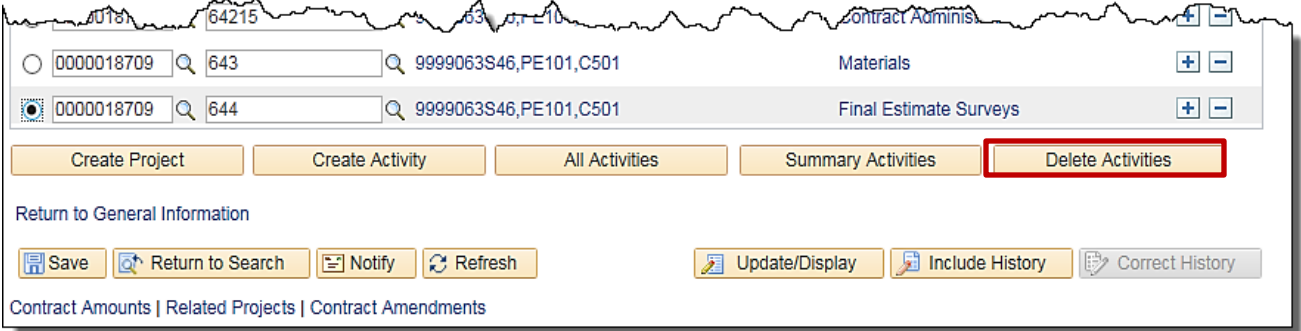 64215 Contract Adminis
0000018709 643 9999063S46,PE101,C501 Materials
0000018709 644 9999063S46,PE101,C501 Final Estimate Surveys
Create Project Create Activity All Activities Summary Activities Delete Activities
Return to General Information
Save Return to Search Notify Refresh Update/Display Include History Correct History
Contract Amounts | Related Projects | Contract Amendments